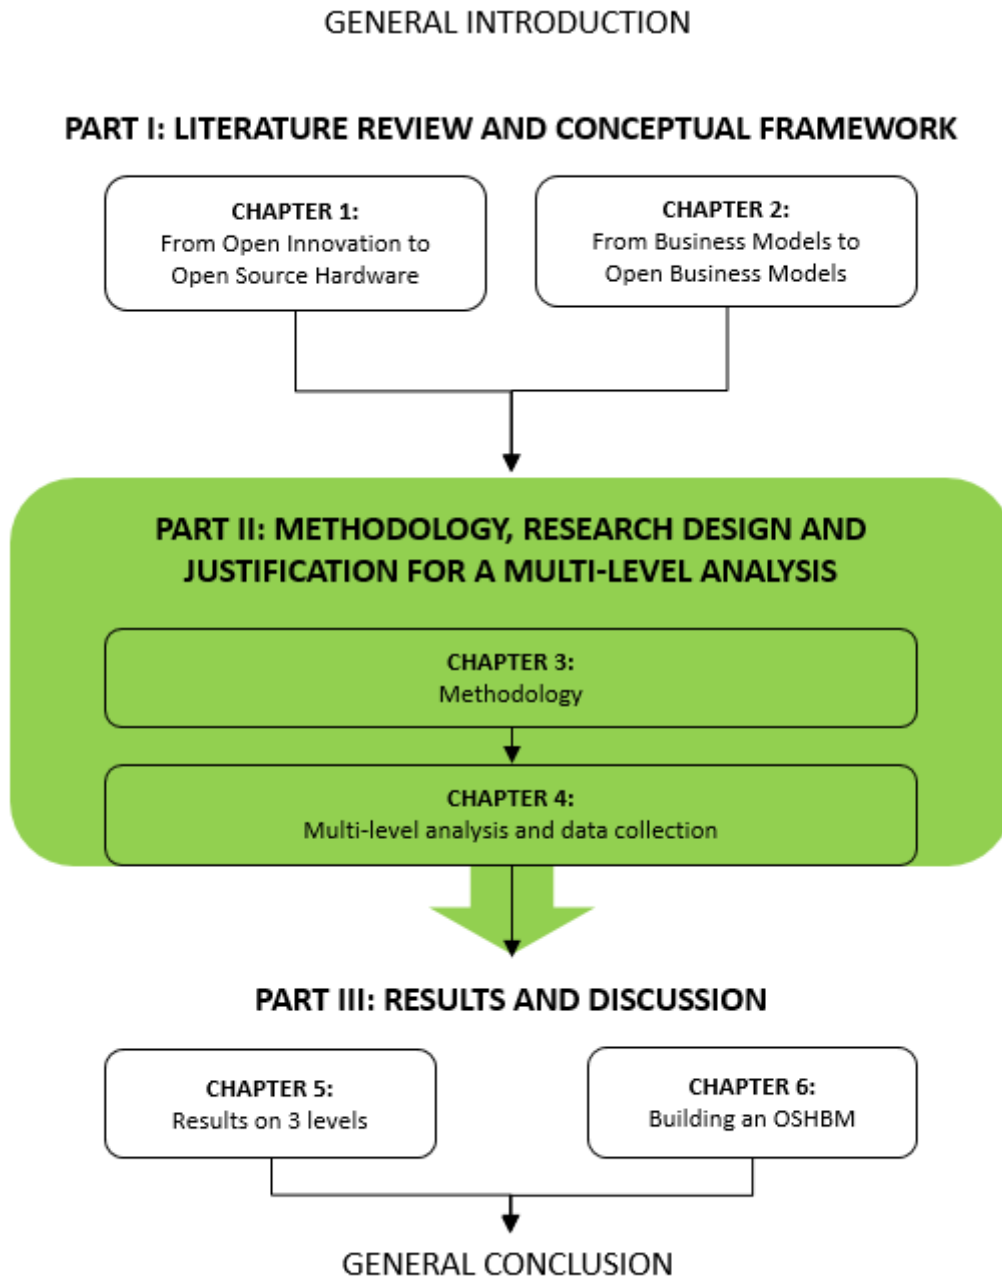 GENERAL INTRODUCTION
PART I: LITERATURE REVIEW AND CONCEPTUAL FRAMEWORK
CHAPTER 1:
From Open Innovation to
Open Source Hardware
CHAPTER 2:
From Business Models to
Open Business Models
PART II: METHODOLOGY, RESEARCH DESIGN AND
JUSTIFICATION FOR A MULTI-LEVEL ANALYSIS
CHAPTER 3:
Methodology
CHAPTER 4:
Multi-level analysis and data collection
PART III: RESULTS AND DISCUSSION
CHAPTER 5:
Results on 3 levels
CHAPTER 6:
Building an OSHBM
GENERAL CONCLUSION